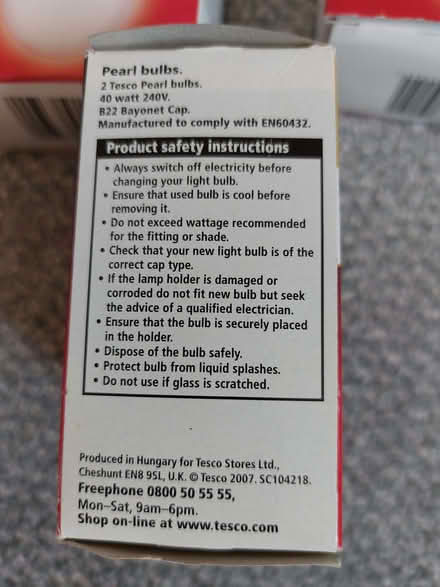 Pearl bulbs.
2 Tesco Pearl bulbs.
40 watt 240V.
B22 Bayonet Cap.
Manufactured to comply with EN60432.
Product safety instructions
• Always switch off electricity before
changing your light bulb.
• Ensure that used bulb is cool before
removing it.
• Do not exceed wattage recommended
for the fitting or shade.
• Check that your new light bulb is of the
correct cap type.
• If the lamp holder is damaged or
corroded do not fit new bulb but seek
the advice of a qualified electrician.
• Ensure that the bulb is securely placed
in the holder.
• Dispose of the bulb safely.
• Protect bulb from liquid splashes.
• Do not use if glass is scratched.
Produced in Hungary for Tesco Stores Ltd.,
Cheshunt EN8 9SL, U.K. © Tesco 2007. SC104218.
Freephone 0800 50 55 55,
Mon–Sat, 9am–6pm.
Shop on-line at www.tesco.com